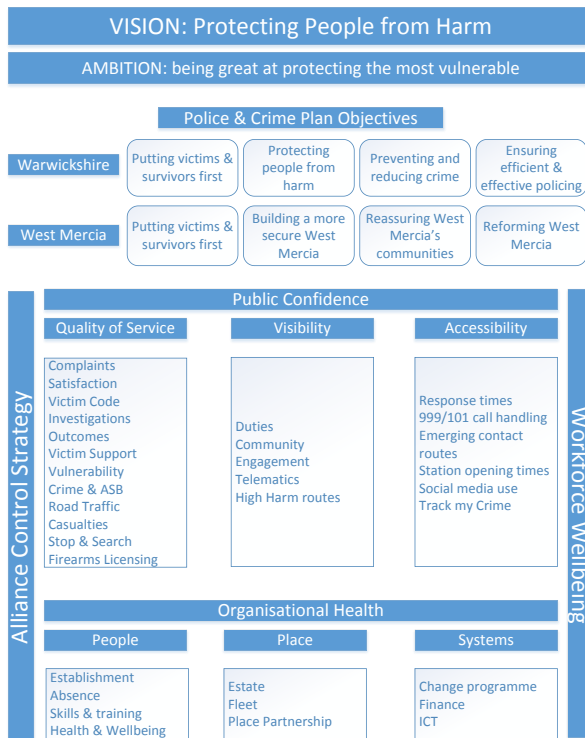 VISION: Protecting People from Harm
AMBITION: being great at protecting the most vulnerable
Police & Crime Plan Objectives
Warwickshire
Putting victims &
survivors first
Protecting
people from
harm
Preventing and
reducing crime
Ensuring
efficient &
effective policing
West Mercia
Putting victims &
survivors first
Building a more
secure West
Mercia
Reassuring West
Mercia's
communities
Reforming West
Mercia
Alliance Control Strategy
Public Confidence
Quality of Service
Complaints
Satisfaction
Victim Code
Investigations
Outcomes
Victim Support
Vulnerability
Crime & ASB
Road Traffic
Casualties
Stop & Search
Firearms Licensing
Visibility
Duties
Community
Engagement
Telematics
High Harm routes
Accessibility
Response times
999/101 call handling
Emerging contact
routes
Station opening times
Social media use
Track my Crime
Organisational Health
People
Establishment
Absence
Skills & training
Health & Wellbeing
Place
Estate
Fleet
Place Partnership
Systems
Change programme
Finance
ICT
Workforce Wellbeing